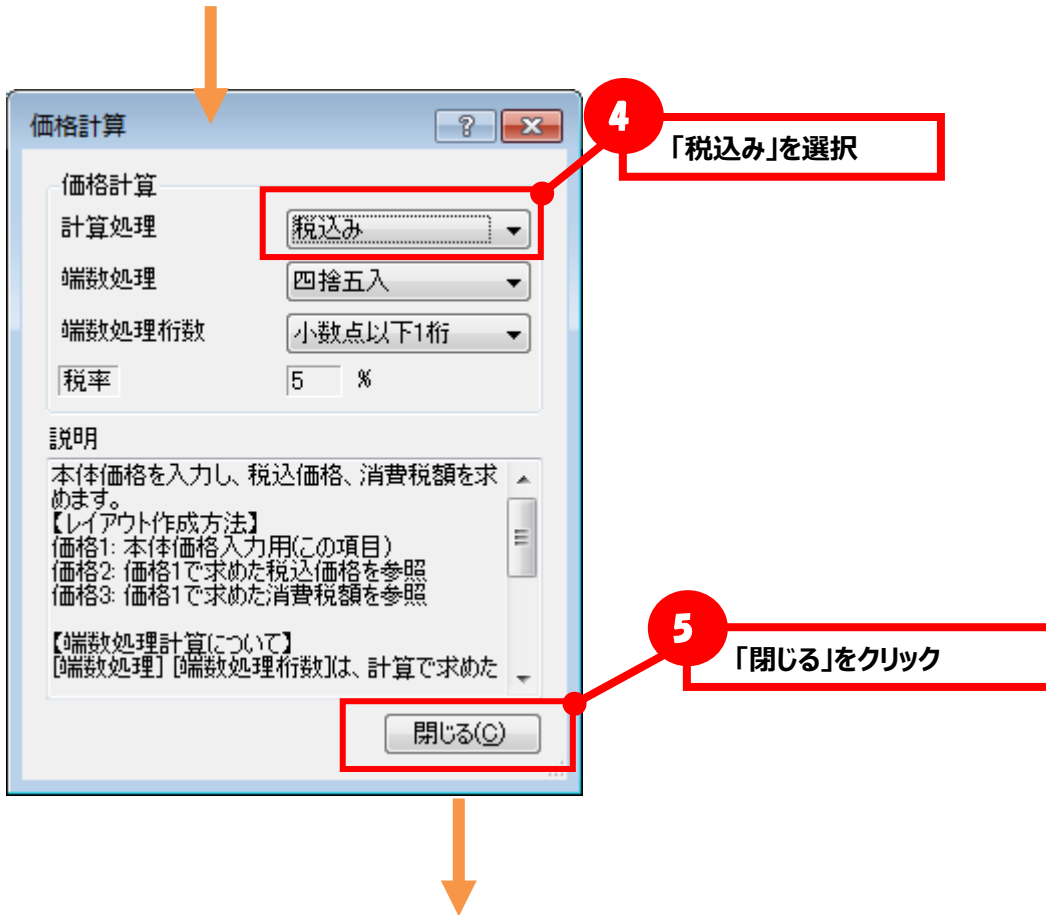 価格計算
?
4
「税込み」を選択
価格計算
計算処理
税込み
端数処理
四捨五入
端数処理桁数
小数点以下1桁
税率
5 %
説明
本体価格を入力し、税込価格、消費税額を求
めます。
【レイアウト作成方法】
価格1: 本体価格入力用(この項目)
価格2: 価格1で求めた税込価格を参照
価格3: 価格1で求めた消費税額を参照
【端数処理計算について】
[端数処理] [端数処理桁数]は、計算で求めた
5
「閉じる」をクリック
閉じる(C)